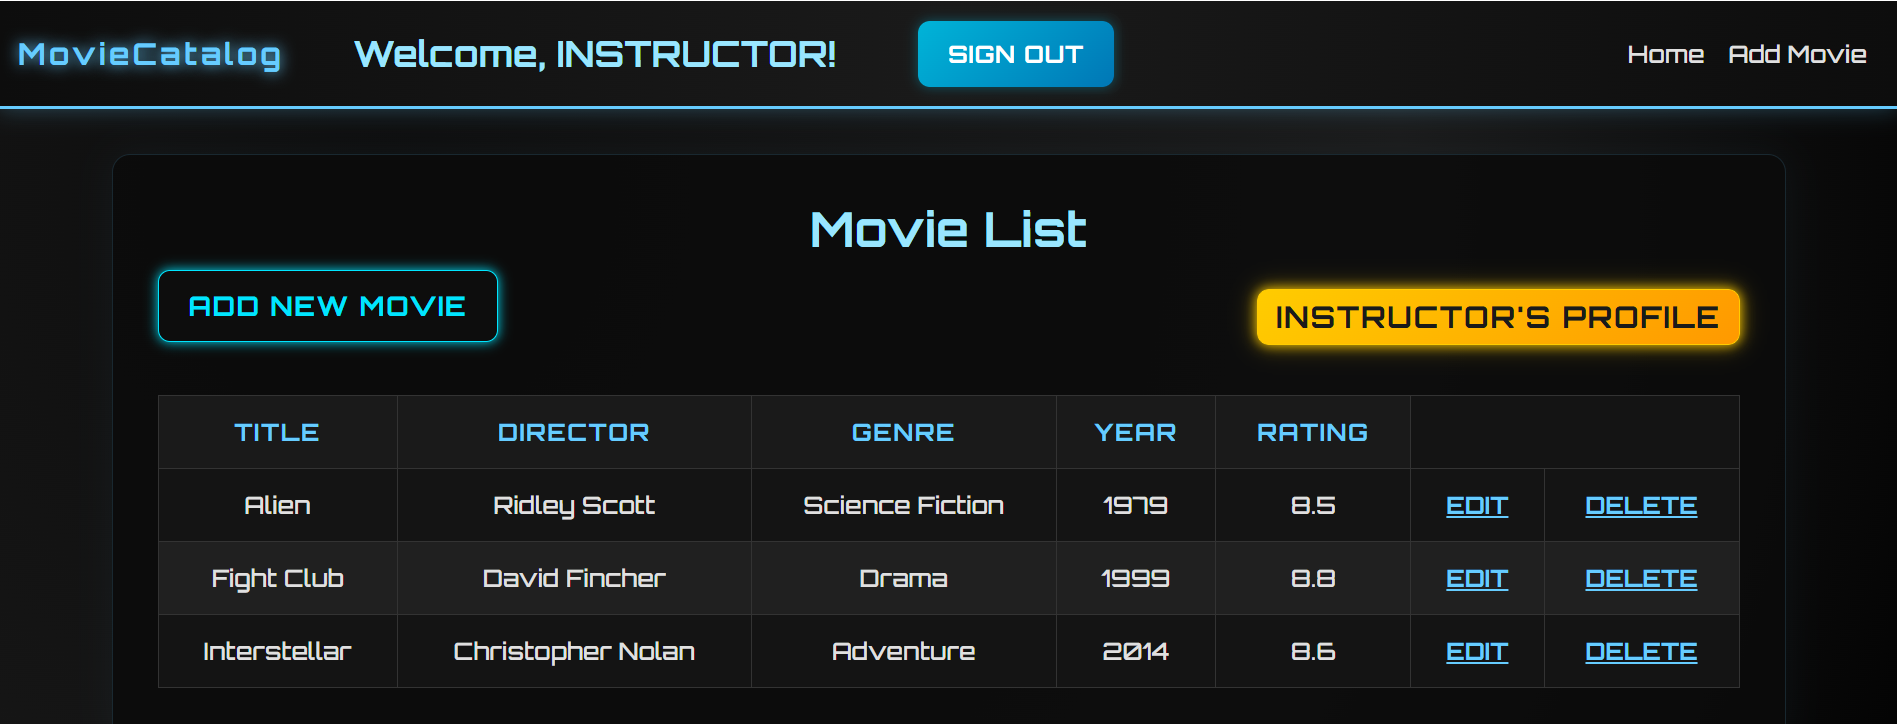 MovieCatalog Welcome, INSTRUCTOR! SIGN OUT Home Add Movie
Movie List
ADD NEW MOVIE INSTRUCTOR'S PROFILE
TITLE DIRECTOR GENRE YEAR RATING
Alien Ridley Scott Science Fiction 1979 8.5 EDIT DELETE
Fight Club David Fincher Drama 1999 8.8 EDIT DELETE
Interstellar Christopher Nolan Adventure 2014 8.6 EDIT DELETE